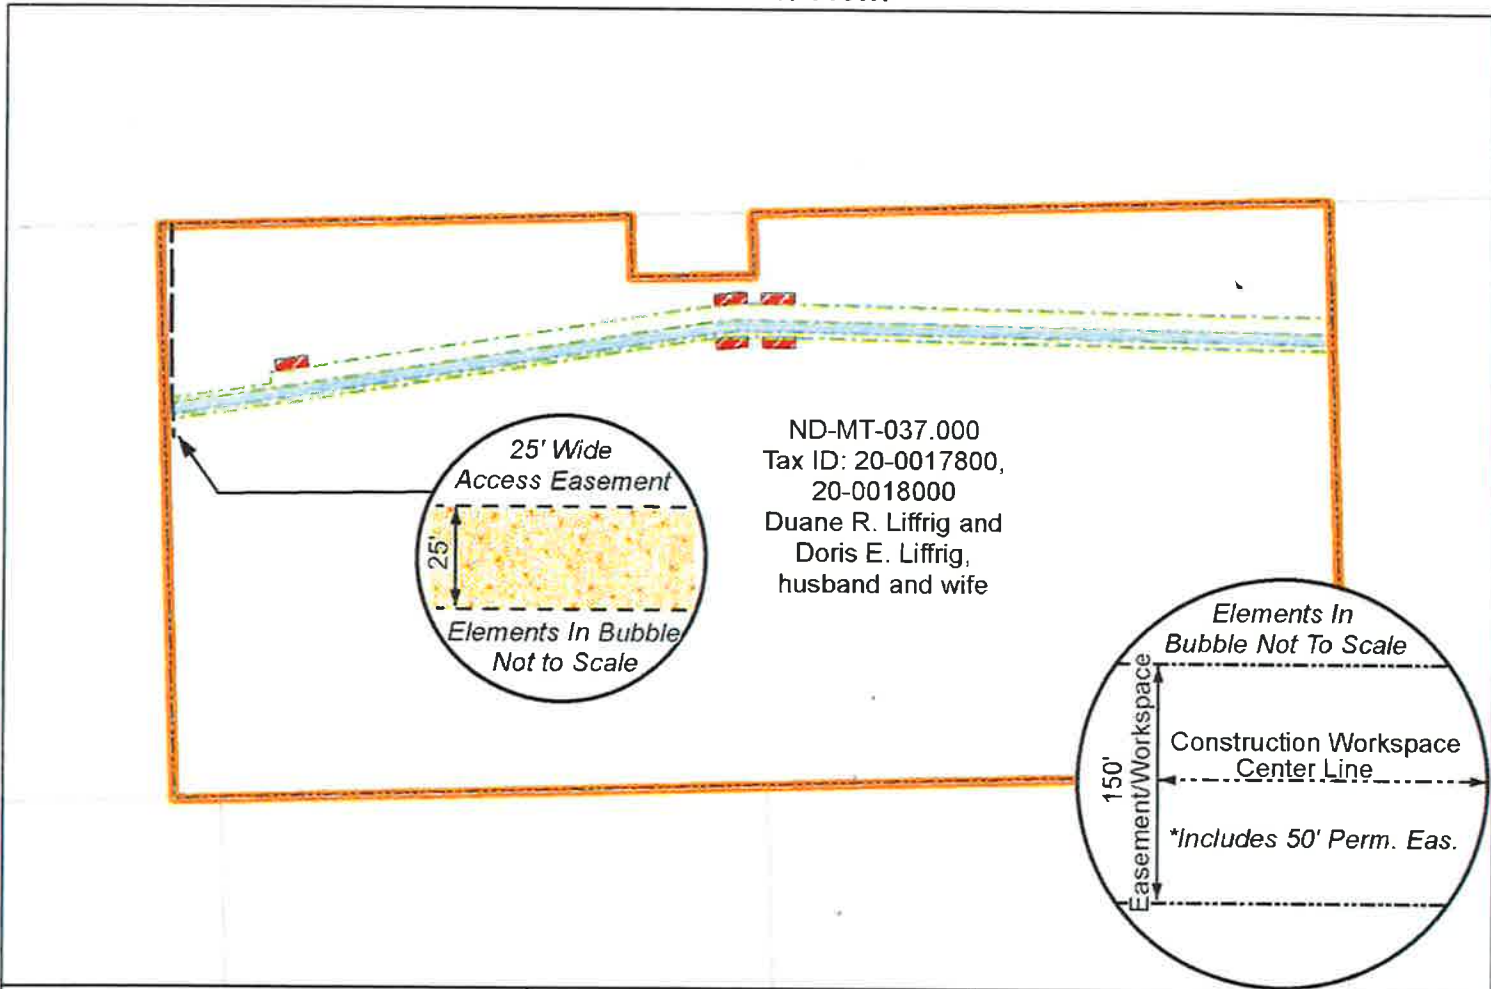 25' Wide
Access Easement
25'
Elements In Bubble
Not to Scale
ND-MT-037.000
Tax ID: 20-0017800,
20-0018000
Duane R. Liffrig and
Doris E. Liffrig,
husband and wife
Elements In
Bubble Not To Scale
150'
Easement/Workspace
Construction Workspace
Center Line
*Includes 50' Perm. Eas.